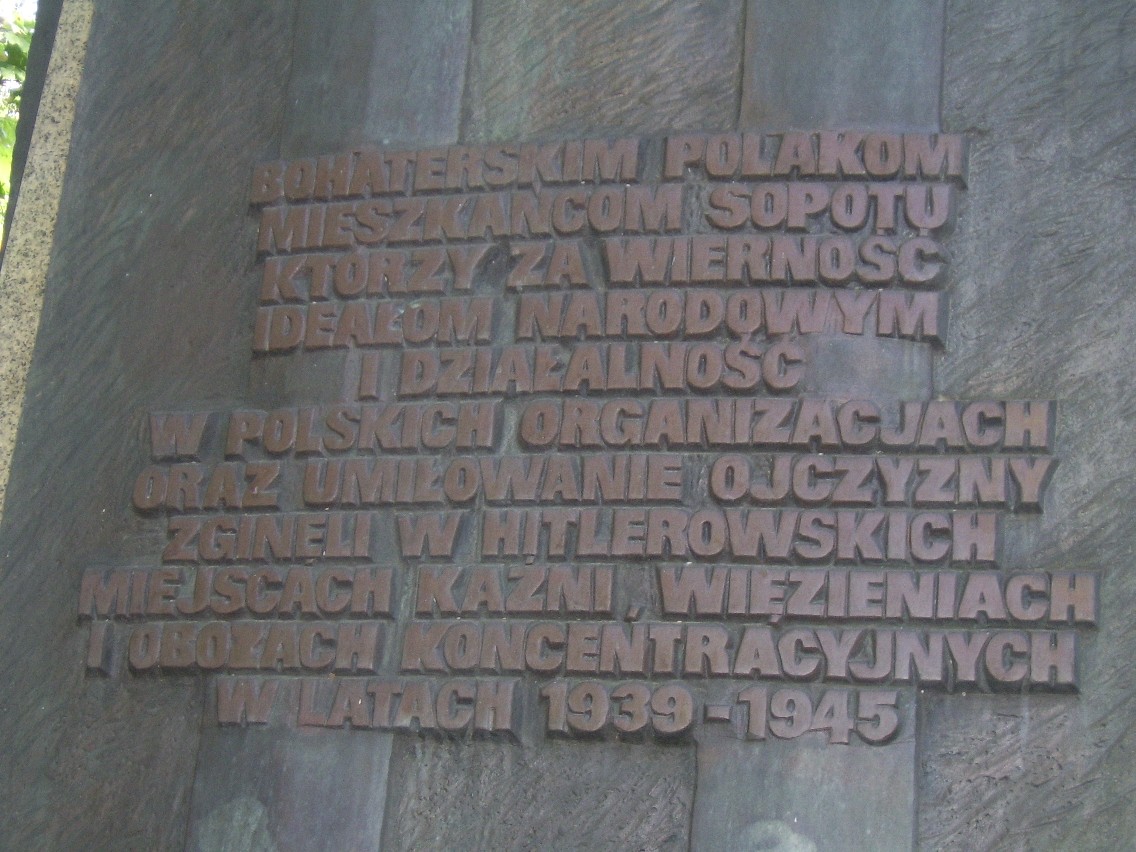 BOHATERSKIM POLAKOM
MIESZKAŃCOM SOPOTU
KTÓRZY ZA WIERNOŚĆ
IDEAŁOM NARODOWYM
I DZIAŁALNOŚĆ
W POLSKICH ORGANIZACJACH
ORAZ UMIŁOWANIE OJCZYZNY
ZGINĘLI W HITLEROWSKICH
MIEJSCACH KAŹNI, WIĘZIENIACH
I OBOZACH KONCENTRACYJNYCH
W LATACH 1939-1945